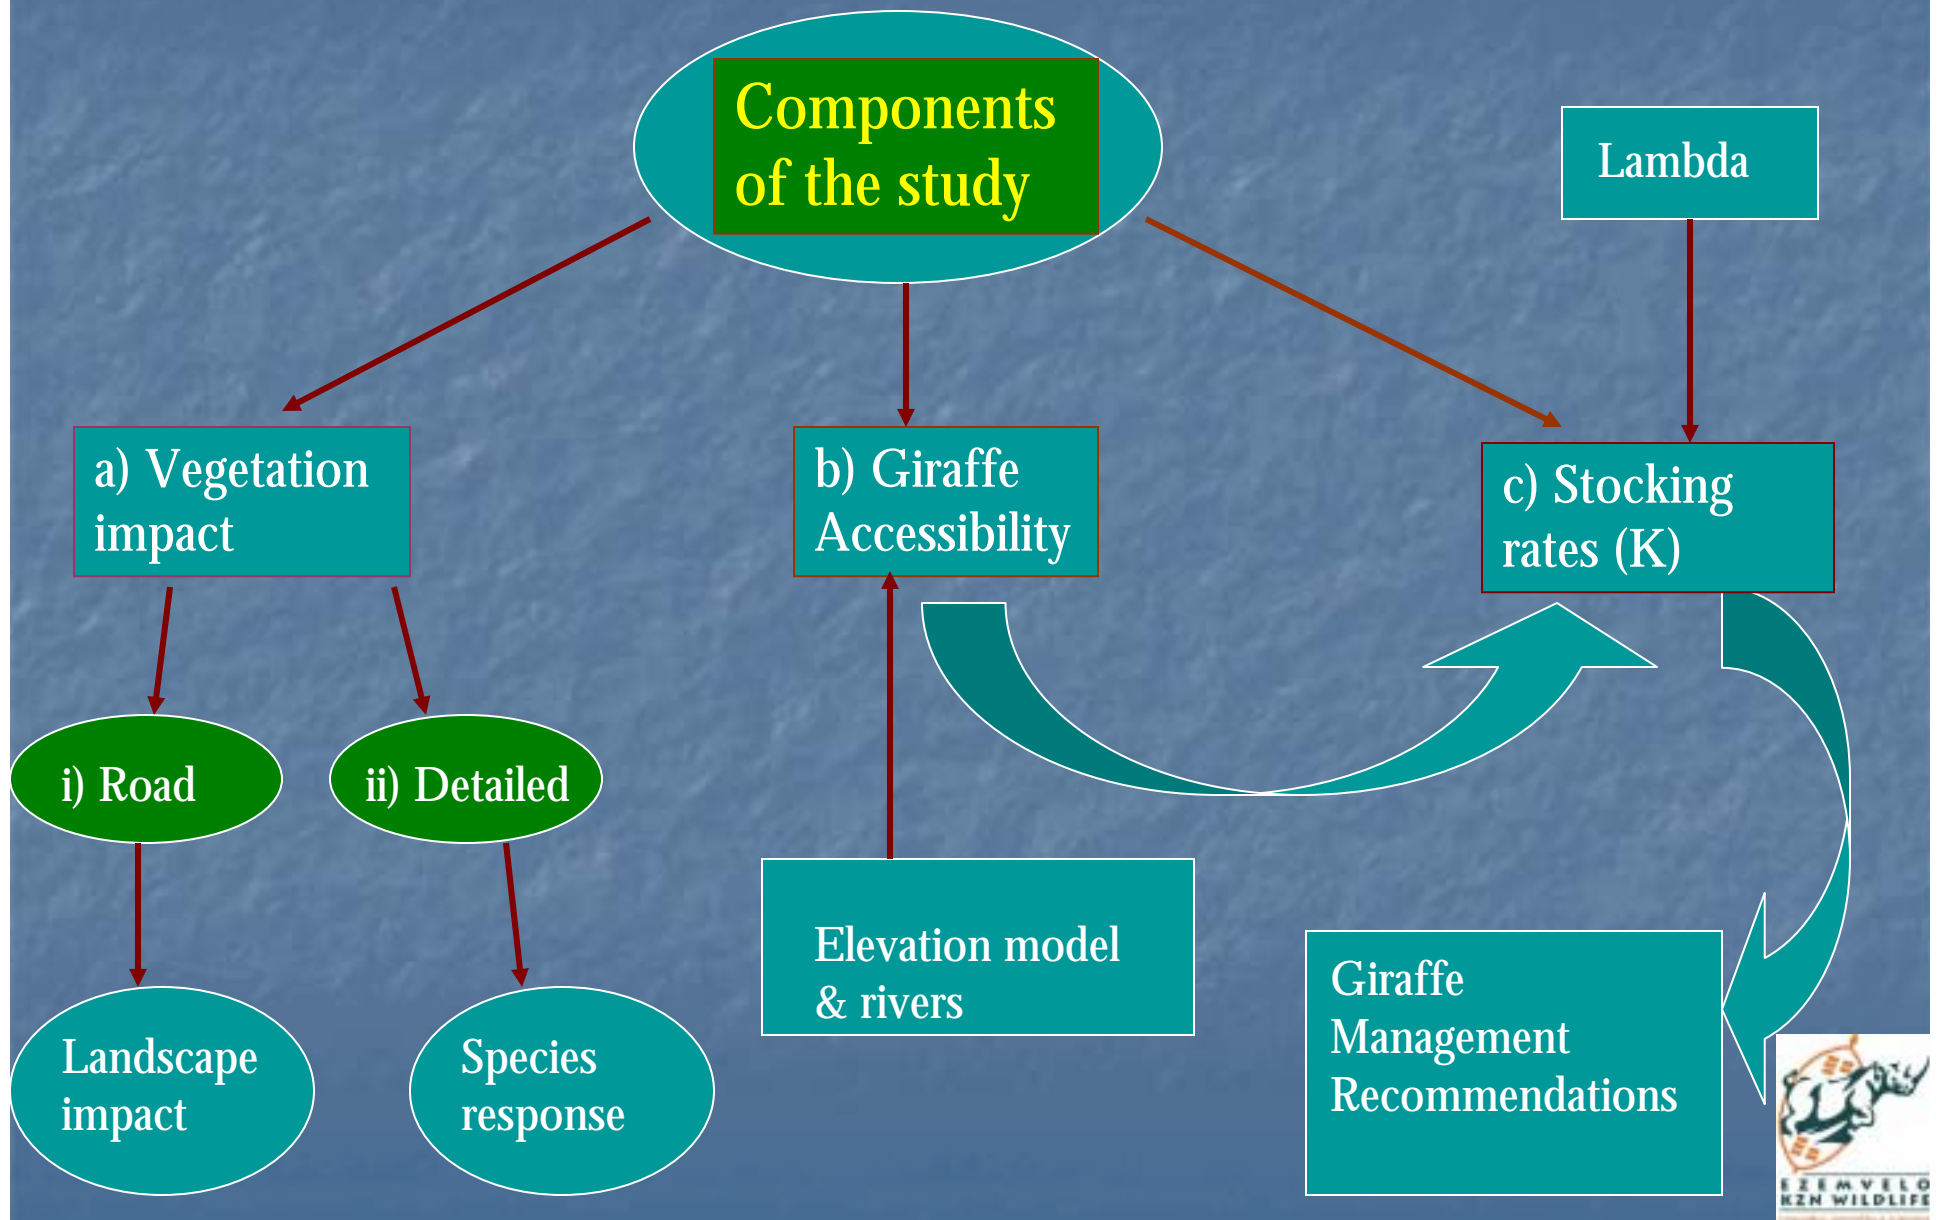 Components
of the study
Lambda
a) Vegetation
impact
b) Giraffe
Accessibility
c) Stocking
rates (K)
i) Road
ii) Detailed
Elevation model
& rivers
Giraffe
Management
Recommendations
Landscape
impact
Species
response
EZEMVELO
KZN WILDLIFE